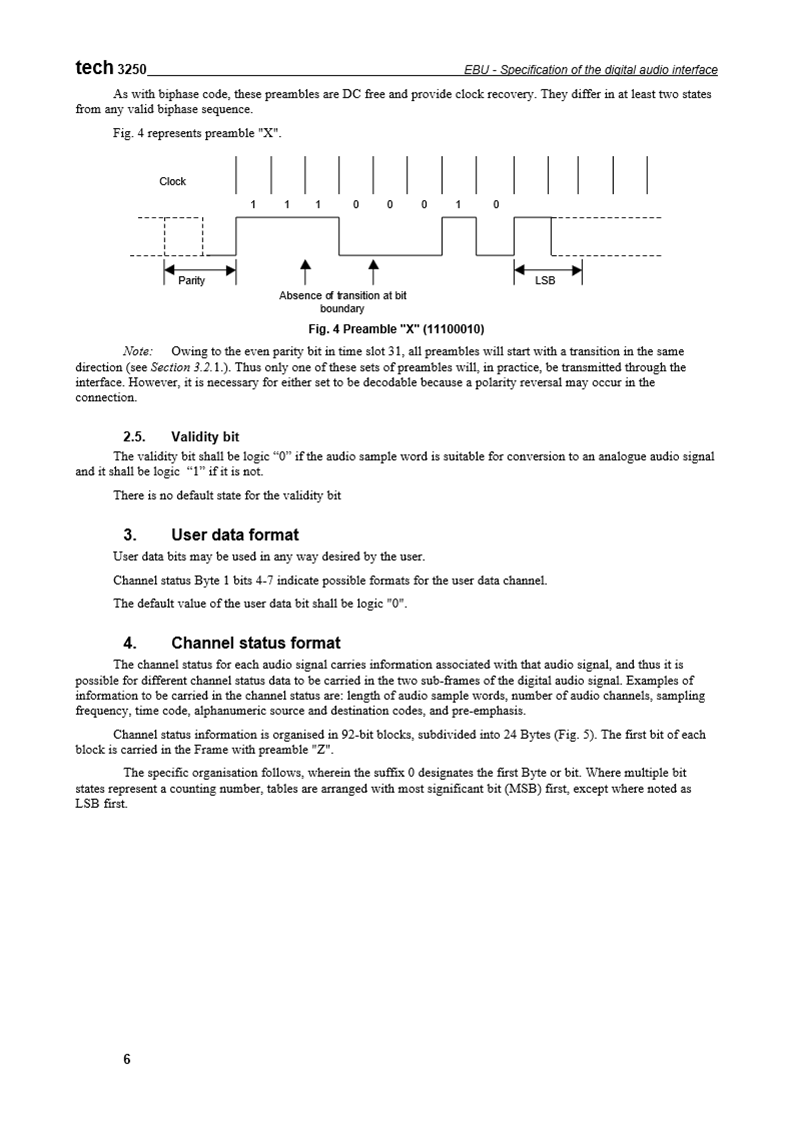 tech 3250 EBU - Specification of the digital audio interface
As with biphase code, these preambles are DC free and provide clock recovery. They differ in at least two states
from any valid biphase sequence.
Fig. 4 represents preamble "X".
Clock
1 1 1 0 0 0 1 0
Parity LSB
Absence of transition at bit
boundary
Fig. 4 Preamble "X" (11100010)
Note: Owing to the even parity bit in time slot 31, all preambles will start with a transition in the same
direction (see Section 3.2.1.). Thus only one of these sets of preambles will, in practice, be transmitted through the
interface. However, it is necessary for either set to be decodable because a polarity reversal may occur in the
connection.
2.5. Validity bit
The validity bit shall be logic “0” if the audio sample word is suitable for conversion to an analogue audio signal
and it shall be logic “1” if it is not.
There is no default state for the validity bit
3. User data format
User data bits may be used in any way desired by the user.
Channel status Byte 1 bits 4-7 indicate possible formats for the user data channel.
The default value of the user data bit shall be logic "0".
4. Channel status format
The channel status for each audio signal carries information associated with that audio signal, and thus it is
possible for different channel status data to be carried in the two sub-frames of the digital audio signal. Examples of
information to be carried in the channel status are: length of audio sample words, number of audio channels, sampling
frequency, time code, alphanumeric source and destination codes, and pre-emphasis.
Channel status information is organised in 92-bit blocks, subdivided into 24 Bytes (Fig. 5). The first bit of each
block is carried in the Frame with preamble "Z".
The specific organisation follows, wherein the suffix 0 designates the first Byte or bit. Where multiple bit
states represent a counting number, tables are arranged with most significant bit (MSB) first, except where noted as
LSB first.
6